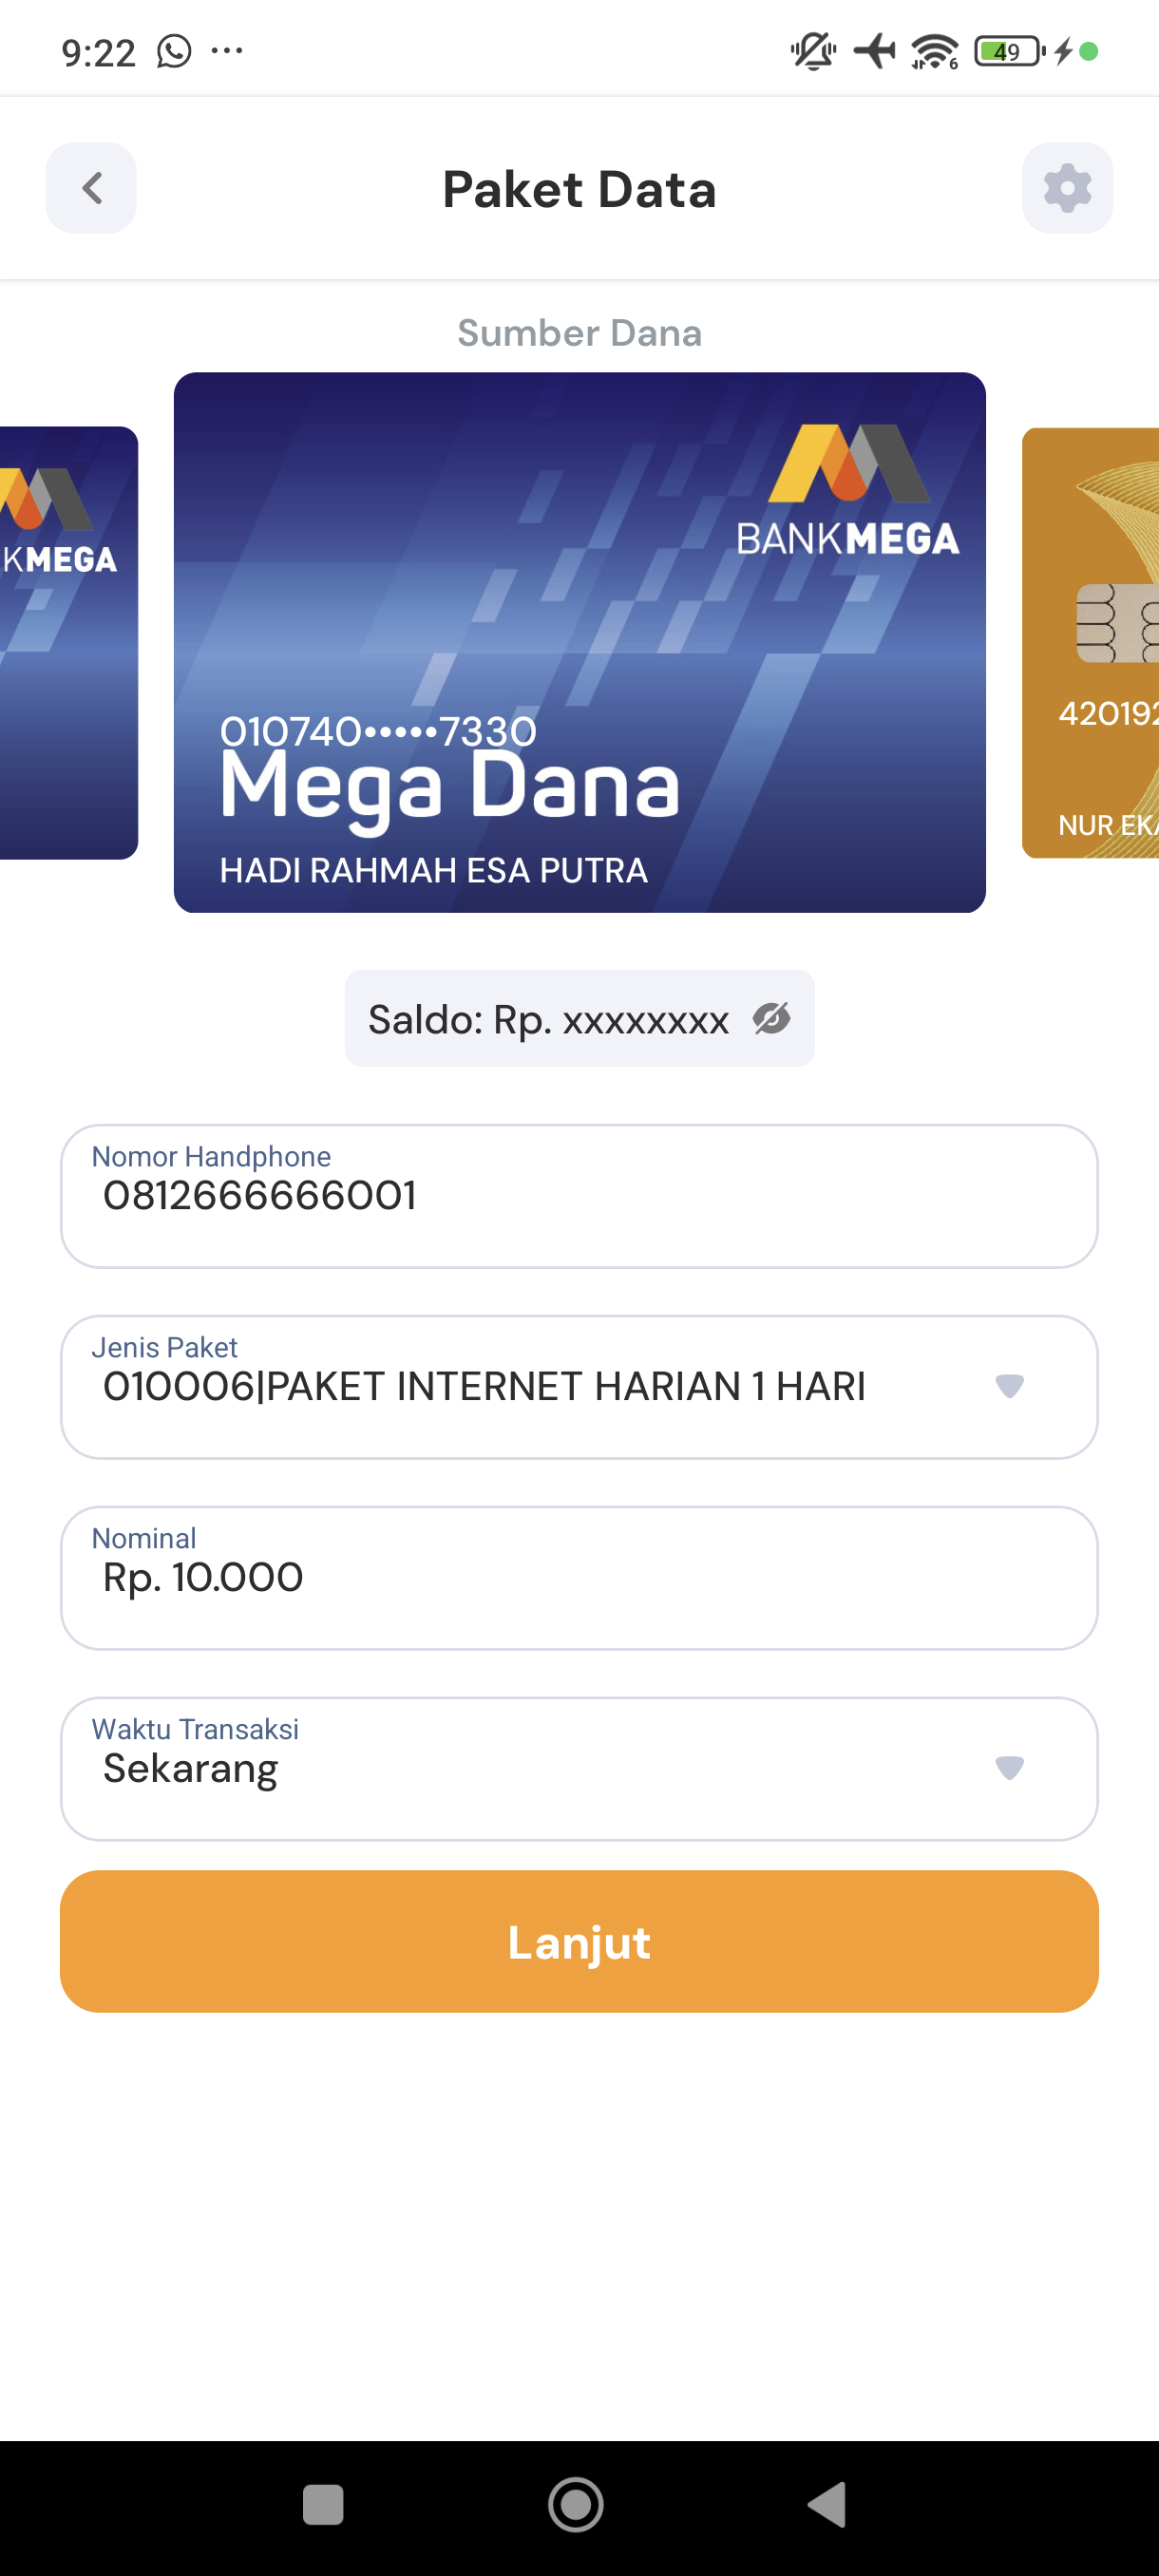 9:22
49
6
Paket Data
Sumber Dana
BANKMEGA
KMEGA
010740•••••7330
Mega Dana
HADI RAHMAH ESA PUTRA
420192
NUR EKA
Saldo: Rp. xxxxxxxx
Nomor Handphone
0812666666001
Jenis Paket
010006|PAKET INTERNET HARIAN 1 HARI
Nominal
Rp. 10.000
Waktu Transaksi
Sekarang
Lanjut